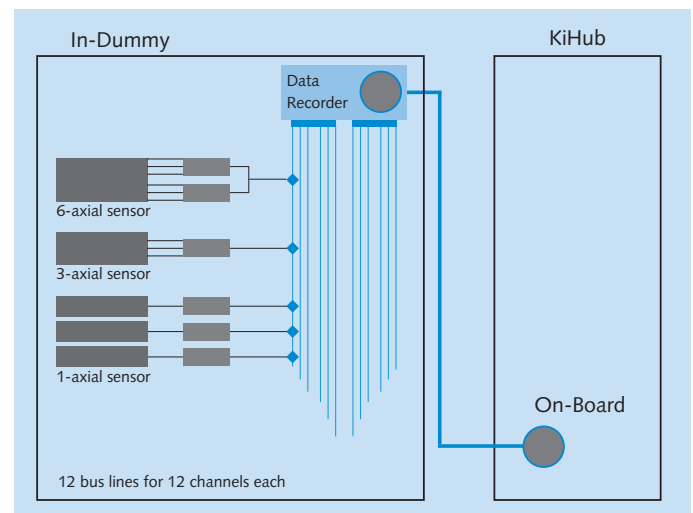 In-Dummy
KiHub
Data
Recorder
6-axial sensor
3-axial sensor
1-axial sensor
On-Board
12 bus lines for 12 channels each